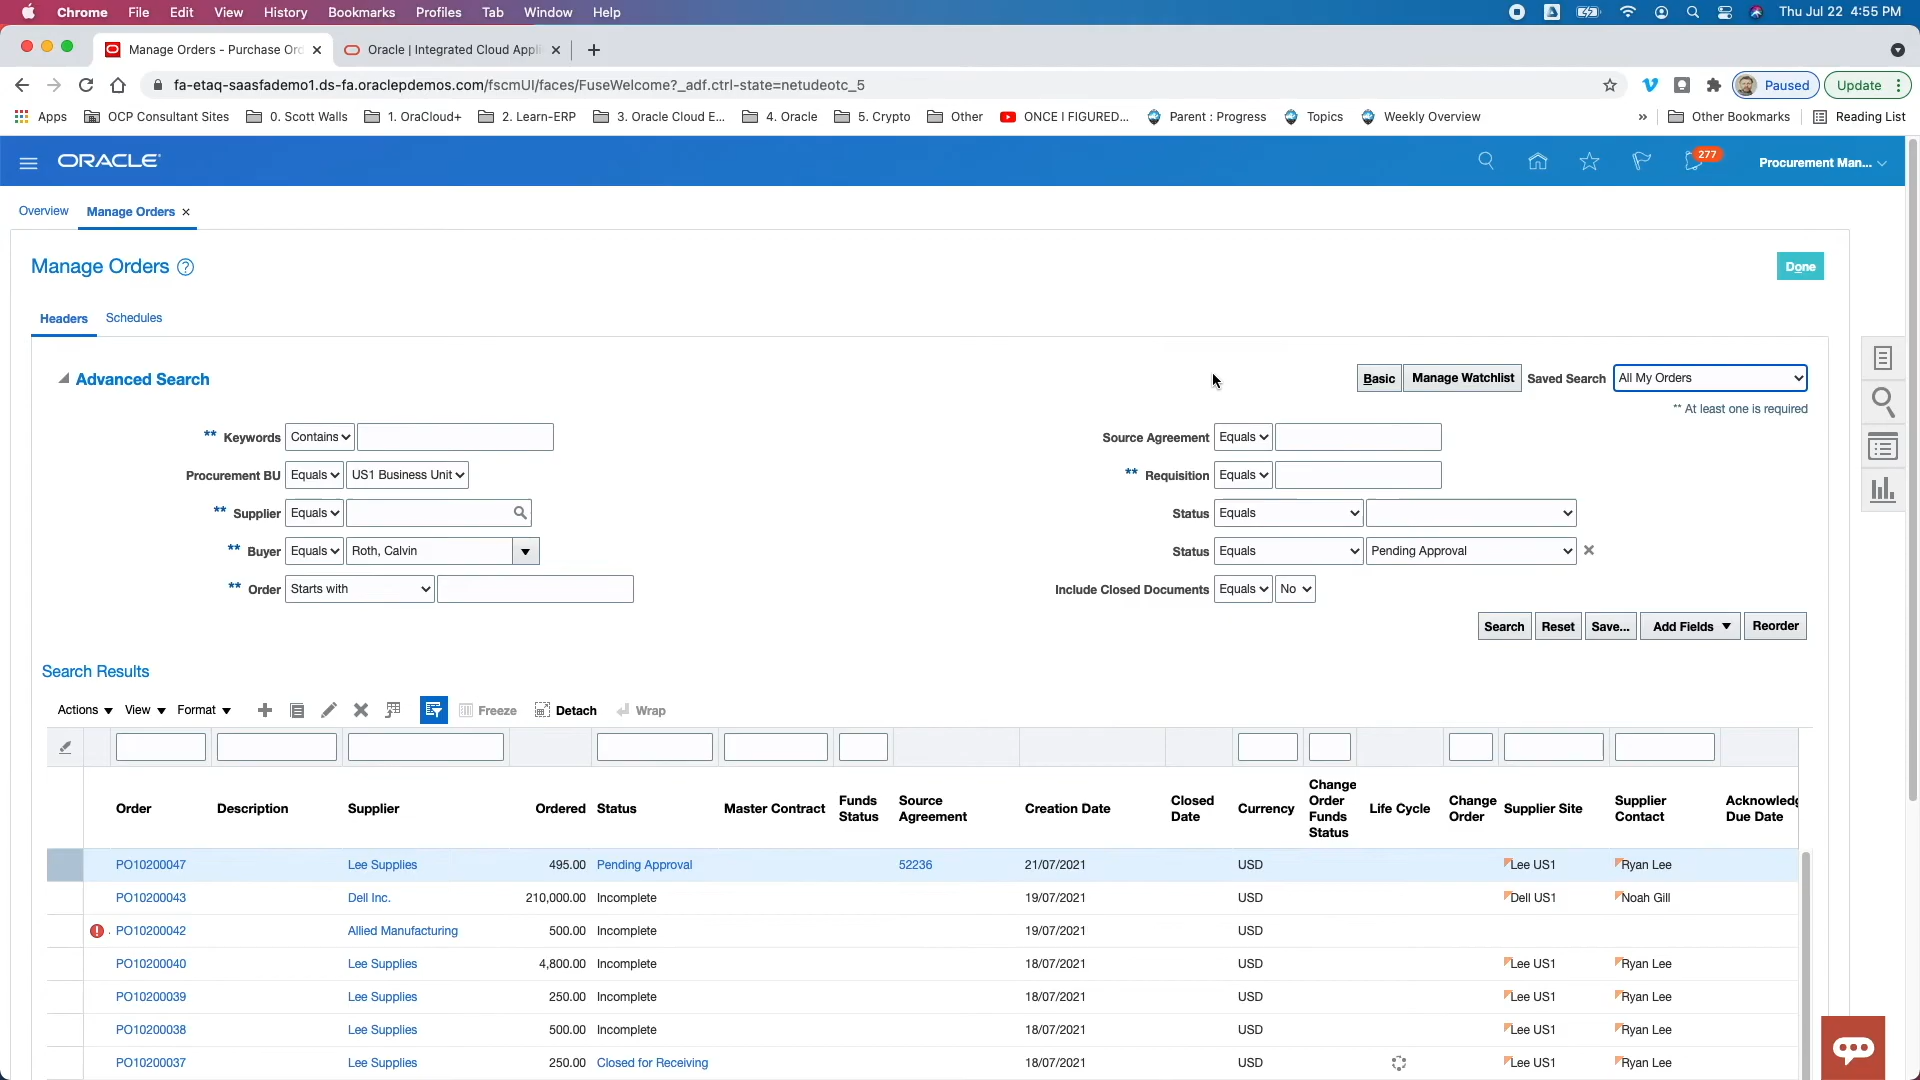 Chrome File Edit View History Bookmarks Profiles Tab Window Help Thu Jul 22 4:55 PM
Manage Orders - Purchase Ord Oracle | Integrated Cloud Appli
fa-etaq-saasfademo1.ds-fa.oraclepdemos.com/fscmUI/faces/FuseWelcome?_adf.ctrl-state=netudeotc_5 Paused Update
Apps OCP Consultant Sites 0. Scott Walls 1. OraCloud+ 2. Learn-ERP 3. Oracle Cloud E... 4. Oracle 5. Crypto Other ONCE I FIGURED... Parent : Progress Topics Weekly Overview » Other Bookmarks Reading List
ORACLE 277 Procurement Man...
Overview Manage Orders
Manage Orders ? Done
Headers Schedules
Advanced Search Basic Manage Watchlist Saved Search All My Orders
** At least one is required
** Keywords Contains Source Agreement Equals
Procurement BU Equals US1 Business Unit ** Requisition Equals
** Supplier Equals Status Equals
** Buyer Equals Roth, Calvin Status Equals Pending Approval
** Order Starts with Include Closed Documents Equals No
Search Reset Save... Add Fields Reorder
Search Results
Actions View Format Freeze Detach Wrap
Order Description Supplier Ordered Status Master Contract Funds Status Source Agreement Creation Date Closed Date Currency Change Order Funds Status Life Cycle Change Order Supplier Site Supplier Contact Acknowledg Due Date
PO10200047 Lee Supplies 495.00 Pending Approval 52236 21/07/2021 USD Lee US1 Ryan Lee
PO10200043 Dell Inc. 210,000.00 Incomplete 19/07/2021 USD Dell US1 Noah Gill
PO10200042 Allied Manufacturing 500.00 Incomplete 19/07/2021 USD
PO10200040 Lee Supplies 4,800.00 Incomplete 18/07/2021 USD Lee US1 Ryan Lee
PO10200039 Lee Supplies 250.00 Incomplete 18/07/2021 USD Lee US1 Ryan Lee
PO10200038 Lee Supplies 500.00 Incomplete 18/07/2021 USD Lee US1 Ryan Lee
PO10200037 Lee Supplies 250.00 Closed for Receiving 18/07/2021 USD Lee US1 Ryan Lee